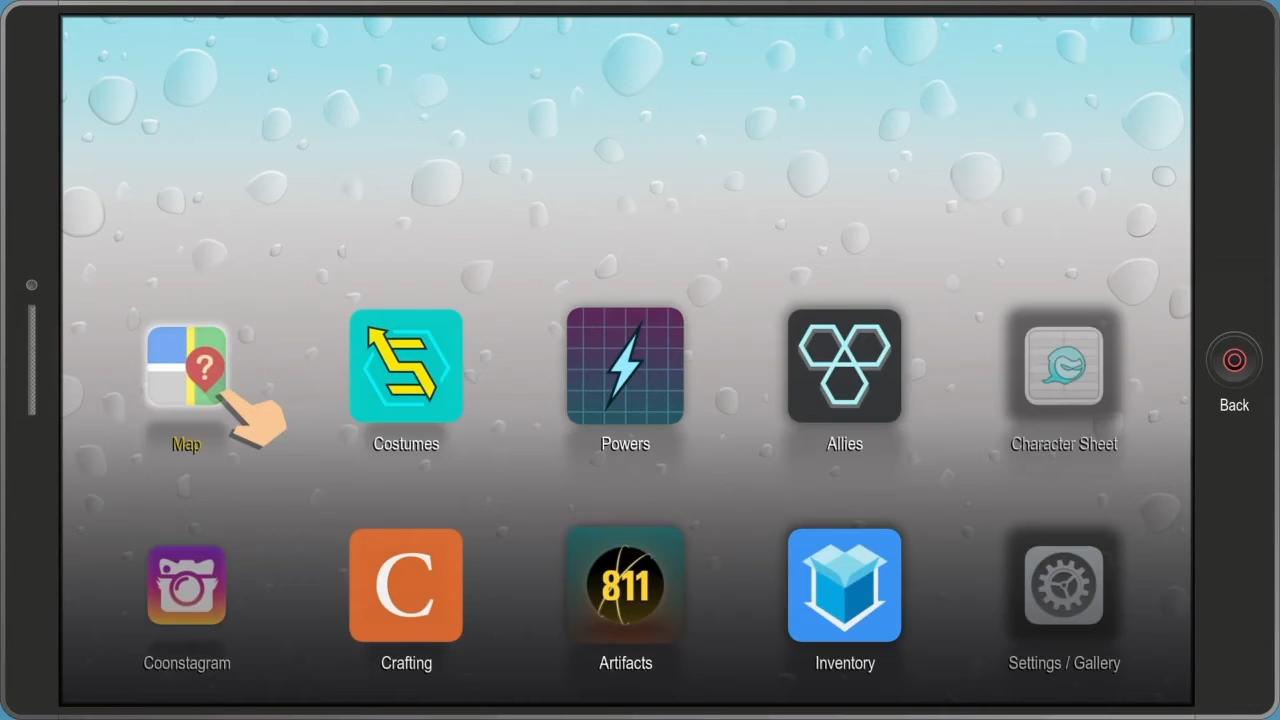 ?
Map
Costumes
Powers
Allies
Character Sheet
Back
C
811
Coonstagram
Crafting
Artifacts
Inventory
Settings / Gallery